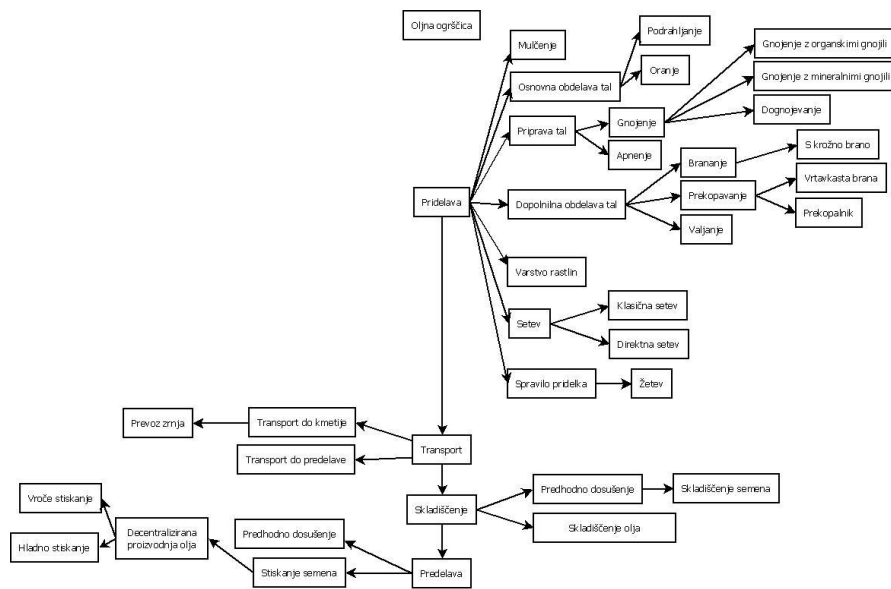 Oljna ogrščica
Mulčenje
Podrahljanje
Osnovna obdelava tal
Oranje
Gnojenje z organskimi gnojili
Gnojenje z mineralnimi gnojili
Dognojevanje
Priprava tal
Gnojenje
Apnenje
Brananje
S krožno brano
Pridelava
Dopolnilna obdelava tal
Prekopavanje
Vrtavkasta brana
Prekopalnik
Valjanje
Varstvo rastlin
Setev
Klasična setev
Direktna setev
Spravilo pridelka
Žetev
Prevoz zrnja
Transport do kmetije
Transport
Transport do predelave
Skladiščenje
Predhodno dosušenje
Skladiščenje semena
Skladiščenje olja
Vroče stiskanje
Hladno stiskanje
Decentralizirana
proizvodnja olja
Predhodno dosušenje
Stiskanje semena
Predelava